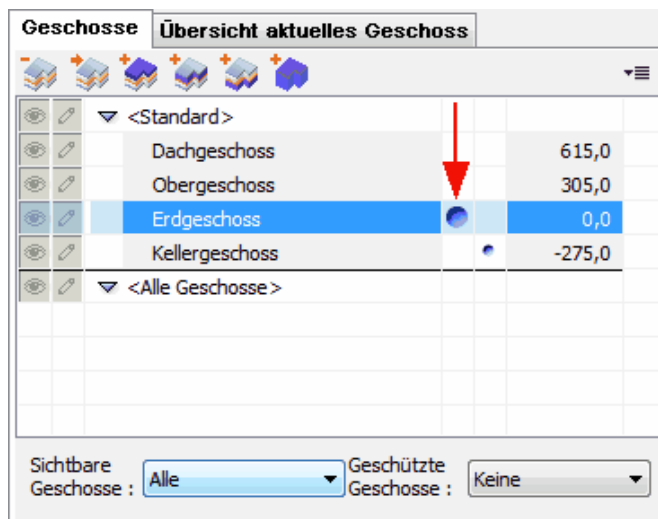 Geschosse Übersicht aktuelles Geschoss
<Standard>
Dachgeschoss 615,0
Obergeschoss 305,0
Erdgeschoss 0,0
Kellergeschoss -275,0
<Alle Geschosse>
Sichtbare Geschosse : Alle Geschützte Geschosse : Keine